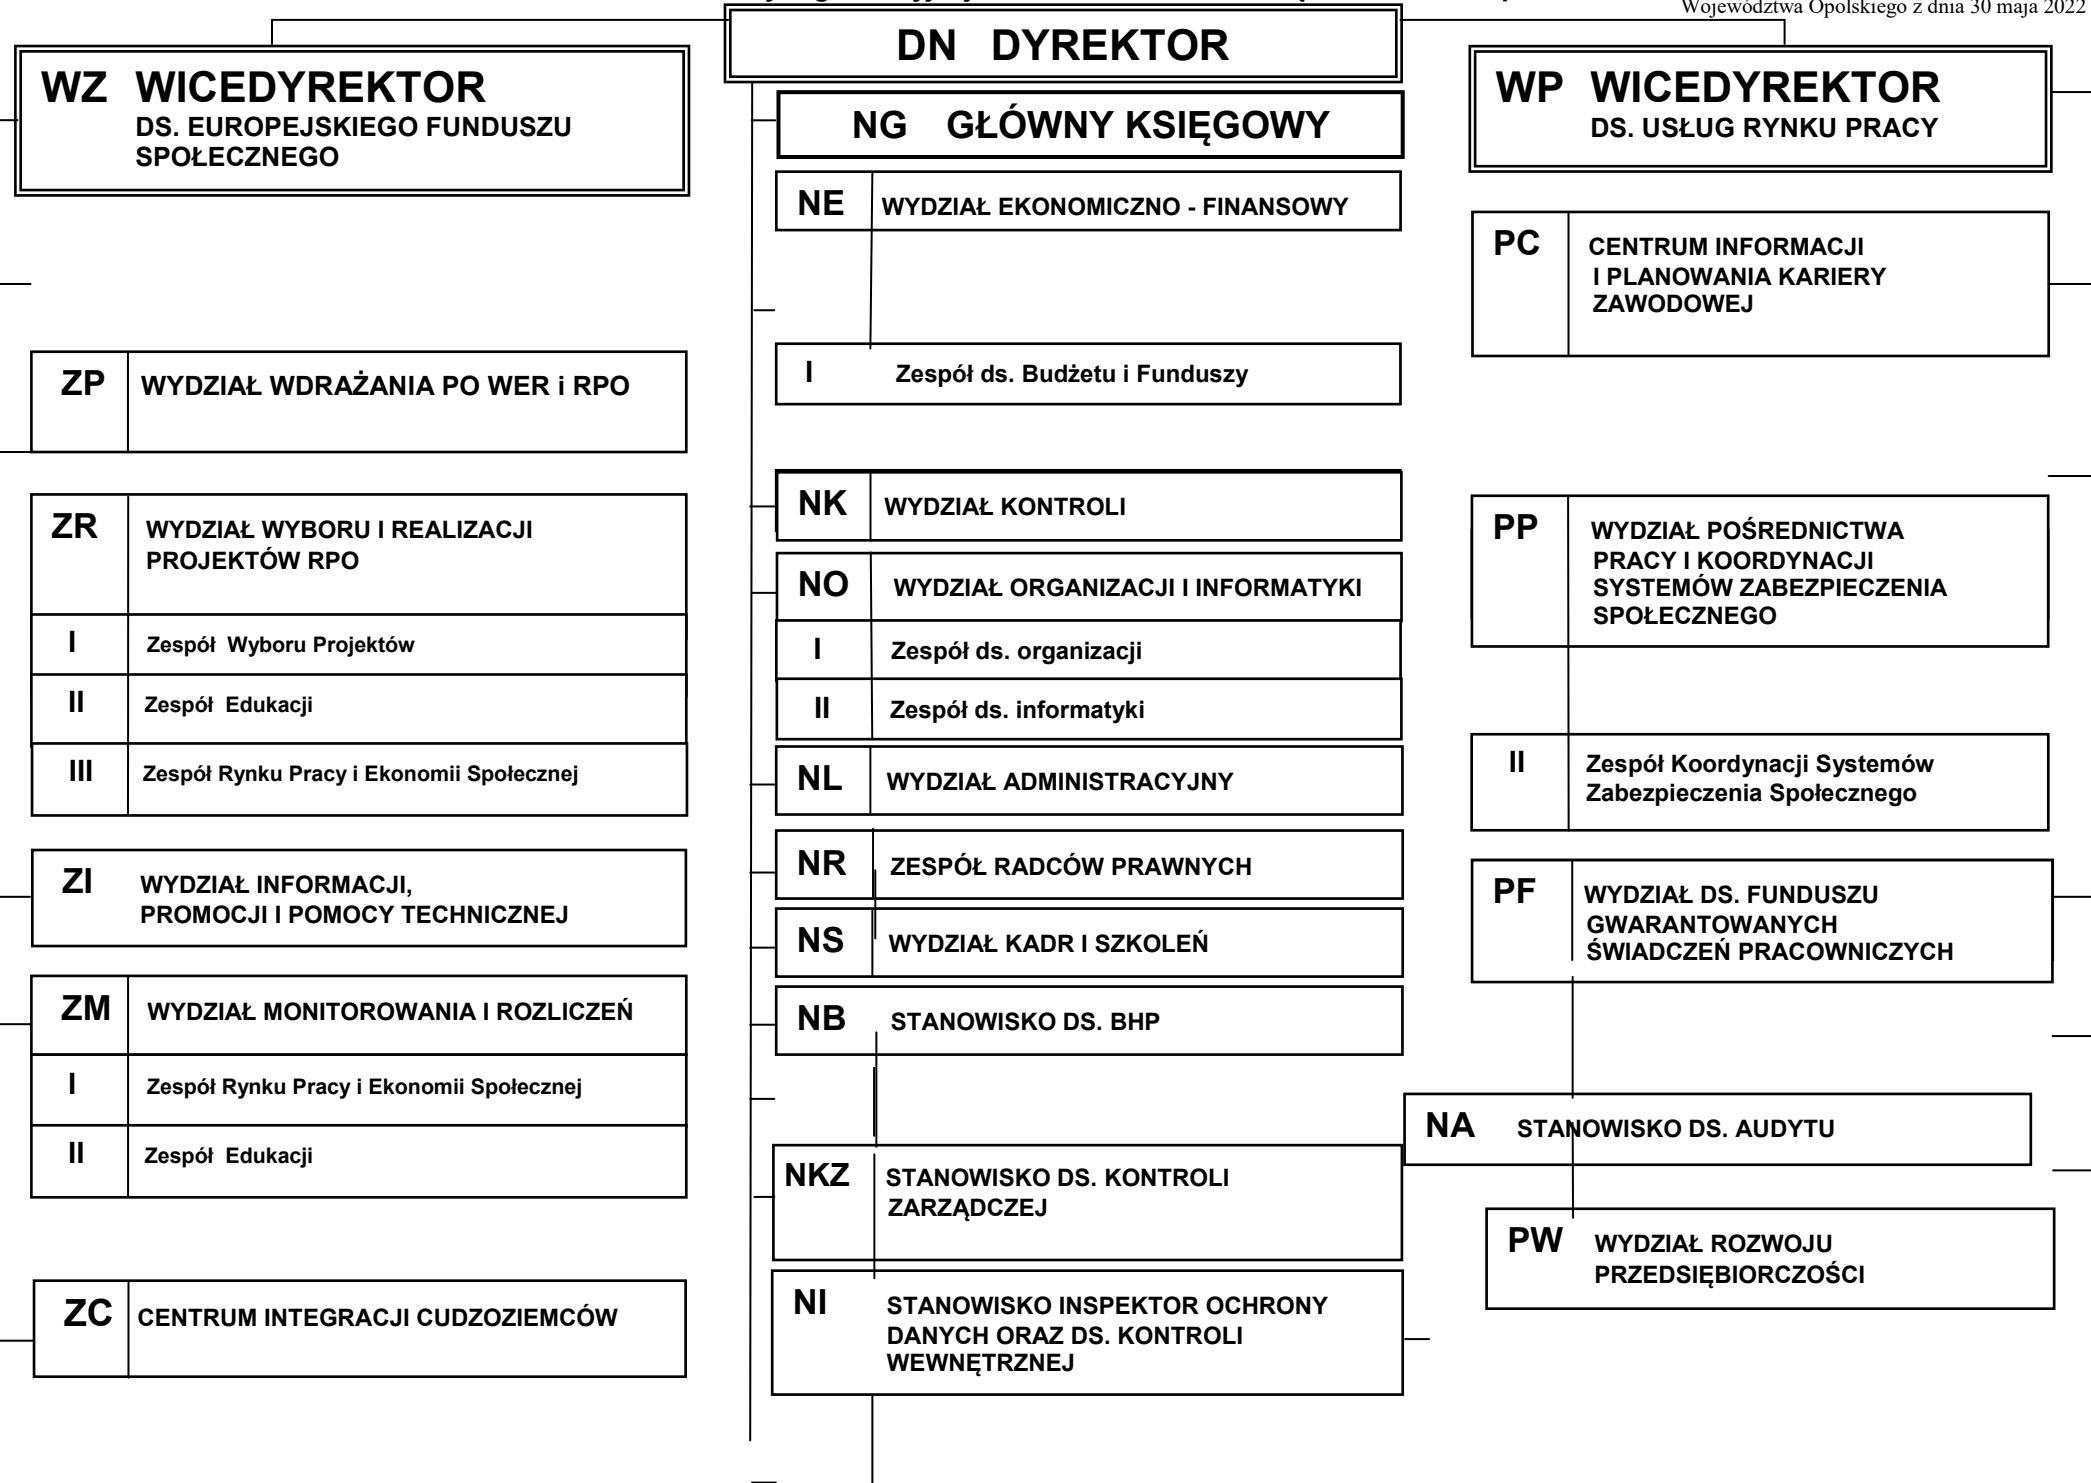 Województwa Opolskiego z dnia 30 maja 2022
DN DYREKTOR
WZ WICEDYREKTOR
DS. EUROPEJSKIEGO FUNDUSZU
SPOŁECZNEGO
ZP WYDZIAŁ WDRAŻANIA PO WER i RPO
ZR WYDZIAŁ WYBORU I REALIZACJI
PROJEKTÓW RPO
I Zespół Wyboru Projektów
II Zespół Edukacji
III Zespół Rynku Pracy i Ekonomii Społecznej
ZI WYDZIAŁ INFORMACJI,
PROMOCJI I POMOCY TECHNICZNEJ
ZM WYDZIAŁ MONITOROWANIA I ROZLICZEŃ
I Zespół Rynku Pracy i Ekonomii Społecznej
II Zespół Edukacji
ZC CENTRUM INTEGRACJI CUDZOZIEMCÓW
NG GŁÓWNY KSIĘGOWY
NE WYDZIAŁ EKONOMICZNO - FINANSOWY
I Zespół ds. Budżetu i Funduszy
NK WYDZIAŁ KONTROLI
NO WYDZIAŁ ORGANIZACJI I INFORMATYKI
I Zespół ds. organizacji
II Zespół ds. informatyki
NL WYDZIAŁ ADMINISTRACYJNY
NR ZESPÓŁ RADCÓW PRAWNYCH
NS WYDZIAŁ KADR I SZKOLEŃ
NB STANOWISKO DS. BHP
NKZ STANOWISKO DS. KONTROLI
ZARZĄDCZEJ
NI STANOWISKO INSPEKTOR OCHRONY
DANYCH ORAZ DS. KONTROLI
WEWNĘTRZNEJ
WP WICEDYREKTOR
DS. USŁUG RYNKU PRACY
PC CENTRUM INFORMACJI
I PLANOWANIA KARIERY
ZAWODOWEJ
PP WYDZIAŁ POŚREDNICTWA
PRACY I KOORDYNACJI
SYSTEMÓW ZABEZPIECZENIA
SPOŁECZNEGO
II Zespół Koordynacji Systemów
Zabezpieczenia Społecznego
PF WYDZIAŁ DS. FUNDUSZU
GWARANTOWANYCH
ŚWIADCZEŃ PRACOWNICZYCH
NA STANOWISKO DS. AUDYTU
PW WYDZIAŁ ROZWOJU
PRZEDSIĘBIORCZOŚCI